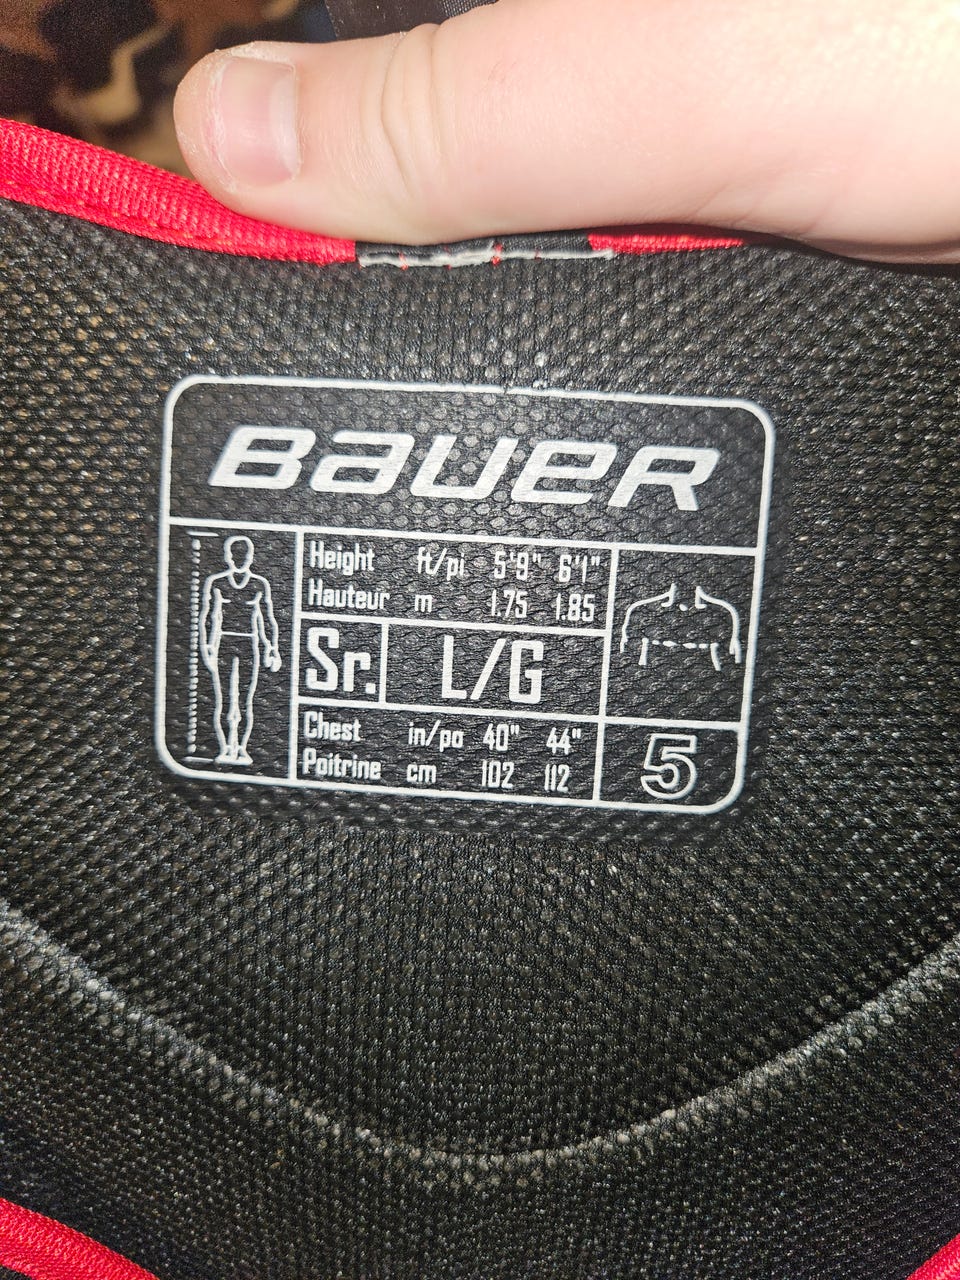 BAUER
Height ft/pi 5'9" 6'1"
Hauteur m 1.75 1.85
Sr. L/G
Chest in/po 40" 44"
Poitrine cm 102 112
5